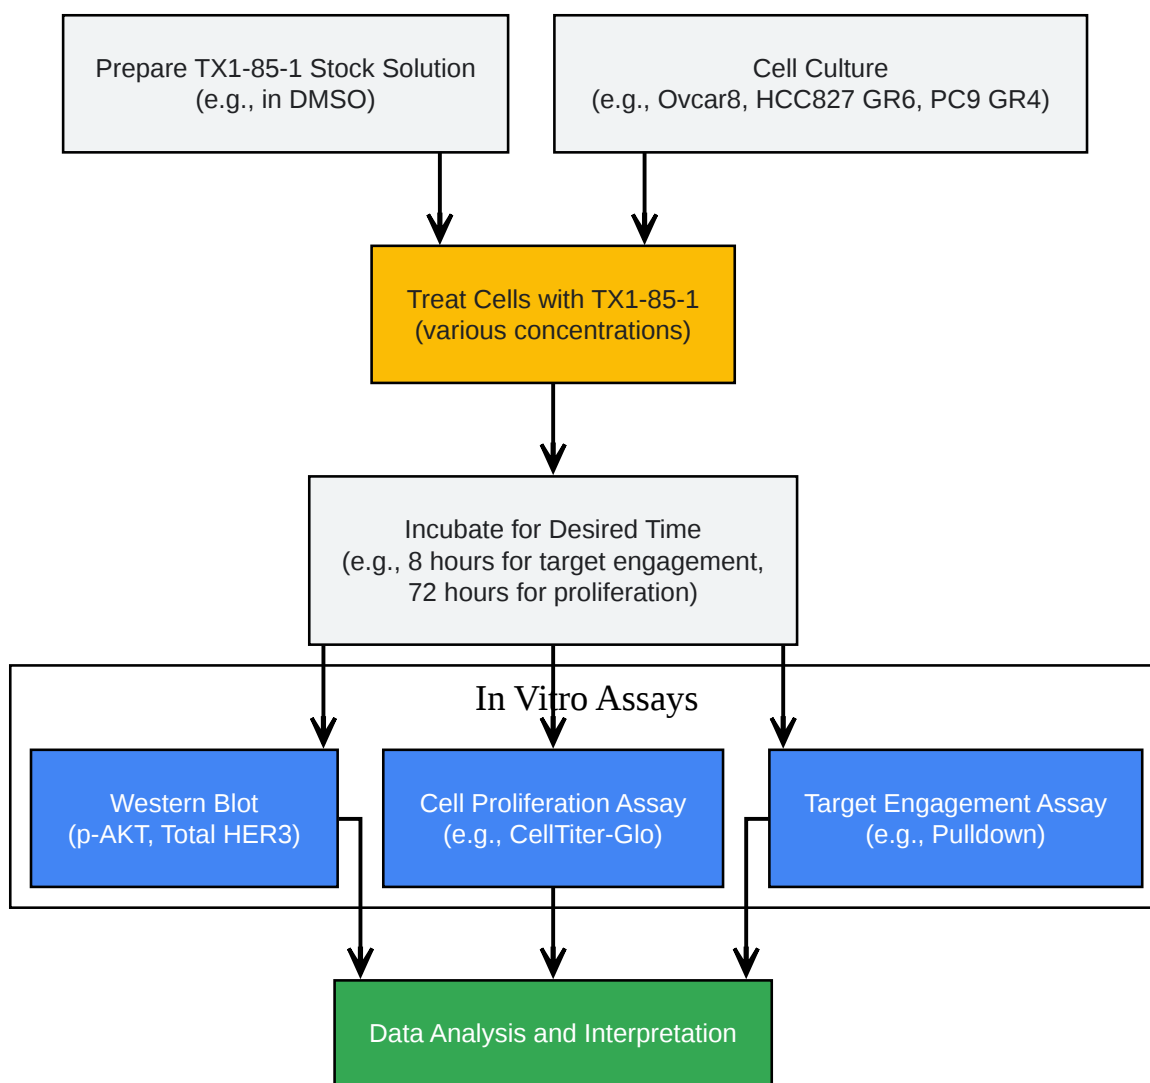 Prepare TX1-85-1 Stock Solution
(e.g., in DMSO)
Cell Culture
(e.g., Ovcar8, HCC827 GR6, PC9 GR4)
Treat Cells with TX1-85-1
(various concentrations)
Incubate for Desired Time
(e.g., 8 hours for target engagement,
72 hours for proliferation)
In Vitro Assays
Western Blot
(p-AKT, Total HER3)
Cell Proliferation Assay
(e.g., CellTiter-Glo)
Target Engagement Assay
(e.g., Pulldown)
Data Analysis and Interpretation